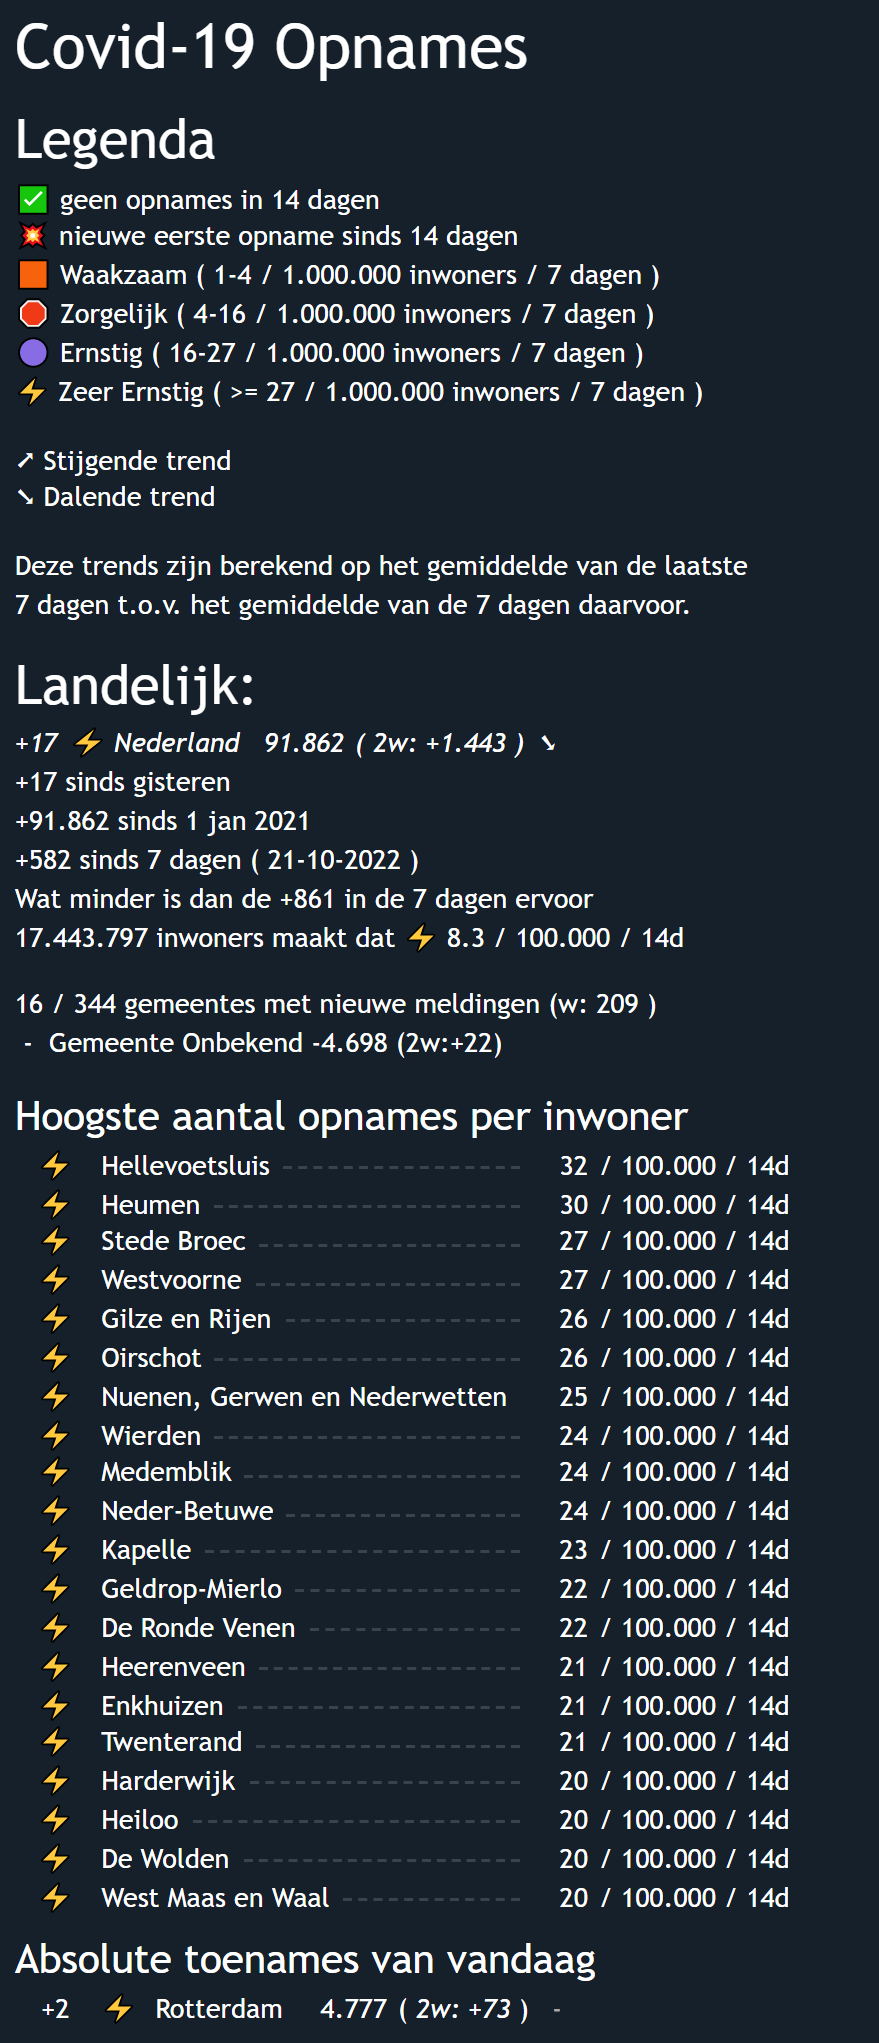 Covid-19 Opnames
Legenda
✅ geen opnames in 14 dagen
💥 nieuwe eerste opname sinds 14 dagen
🟧 Waakzaam ( 1-4 / 1.000.000 inwoners / 7 dagen )
🛑 Zorgelijk ( 4-16 / 1.000.000 inwoners / 7 dagen )
🟣 Ernstig ( 16-27 / 1.000.000 inwoners / 7 dagen )
⚡ Zeer Ernstig ( >= 27 / 1.000.000 inwoners / 7 dagen )
➚ Stijgende trend
➘ Dalende trend
Deze trends zijn berekend op het gemiddelde van de laatste
7 dagen t.o.v. het gemiddelde van de 7 dagen daarvoor.
Landelijk:
+17 ⚡ Nederland 91.862 ( 2w: +1.443 ) ➘
+17 sinds gisteren
+91.862 sinds 1 jan 2021
+582 sinds 7 dagen ( 21-10-2022 )
Wat minder is dan de +861 in de 7 dagen ervoor
17.443.797 inwoners maakt dat ⚡ 8.3 / 100.000 / 14d
16 / 344 gemeentes met nieuwe meldingen (w: 209 )
- Gemeente Onbekend -4.698 (2w:+22)
Hoogste aantal opnames per inwoner
⚡ Hellevoetsluis 32 / 100.000 / 14d
⚡ Heumen 30 / 100.000 / 14d
⚡ Stede Broec 27 / 100.000 / 14d
⚡ Westvoorne 27 / 100.000 / 14d
⚡ Gilze en Rijen 26 / 100.000 / 14d
⚡ Oirschot 26 / 100.000 / 14d
⚡ Nuenen, Gerwen en Nederwetten 25 / 100.000 / 14d
⚡ Wierden 24 / 100.000 / 14d
⚡ Medemblik 24 / 100.000 / 14d
⚡ Neder-Betuwe 24 / 100.000 / 14d
⚡ Kapelle 23 / 100.000 / 14d
⚡ Geldrop-Mierlo 22 / 100.000 / 14d
⚡ De Ronde Venen 22 / 100.000 / 14d
⚡ Heerenveen 21 / 100.000 / 14d
⚡ Enkhuizen 21 / 100.000 / 14d
⚡ Twenterand 21 / 100.000 / 14d
⚡ Harderwijk 20 / 100.000 / 14d
⚡ Heiloo 20 / 100.000 / 14d
⚡ De Wolden 20 / 100.000 / 14d
⚡ West Maas en Waal 20 / 100.000 / 14d
Absolute toenames van vandaag
+2 ⚡ Rotterdam 4.777 ( 2w: +73 ) -